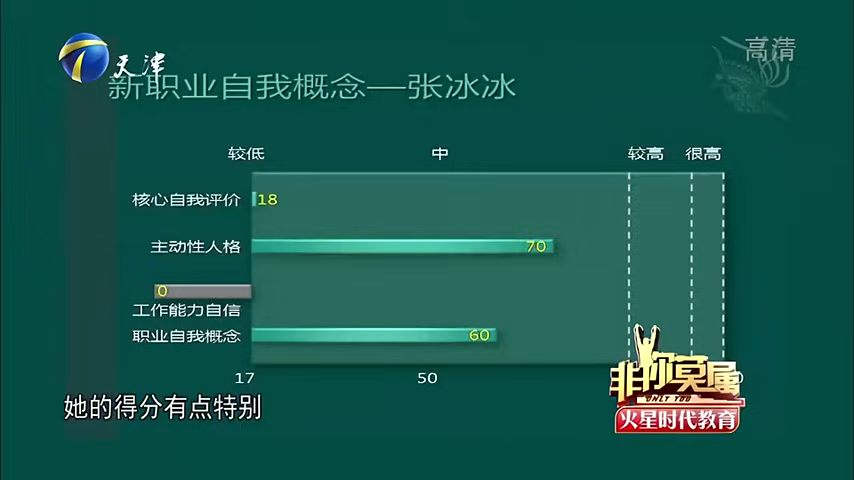 天津
高清
新职业自我概念—张冰冰
较低 中 较高 很高
核心自我评价 18
主动性人格 70
0
工作能力自信
职业自我概念 60
17 50
非你莫属
ONLY YOU
火星时代教育
她的得分有点特别